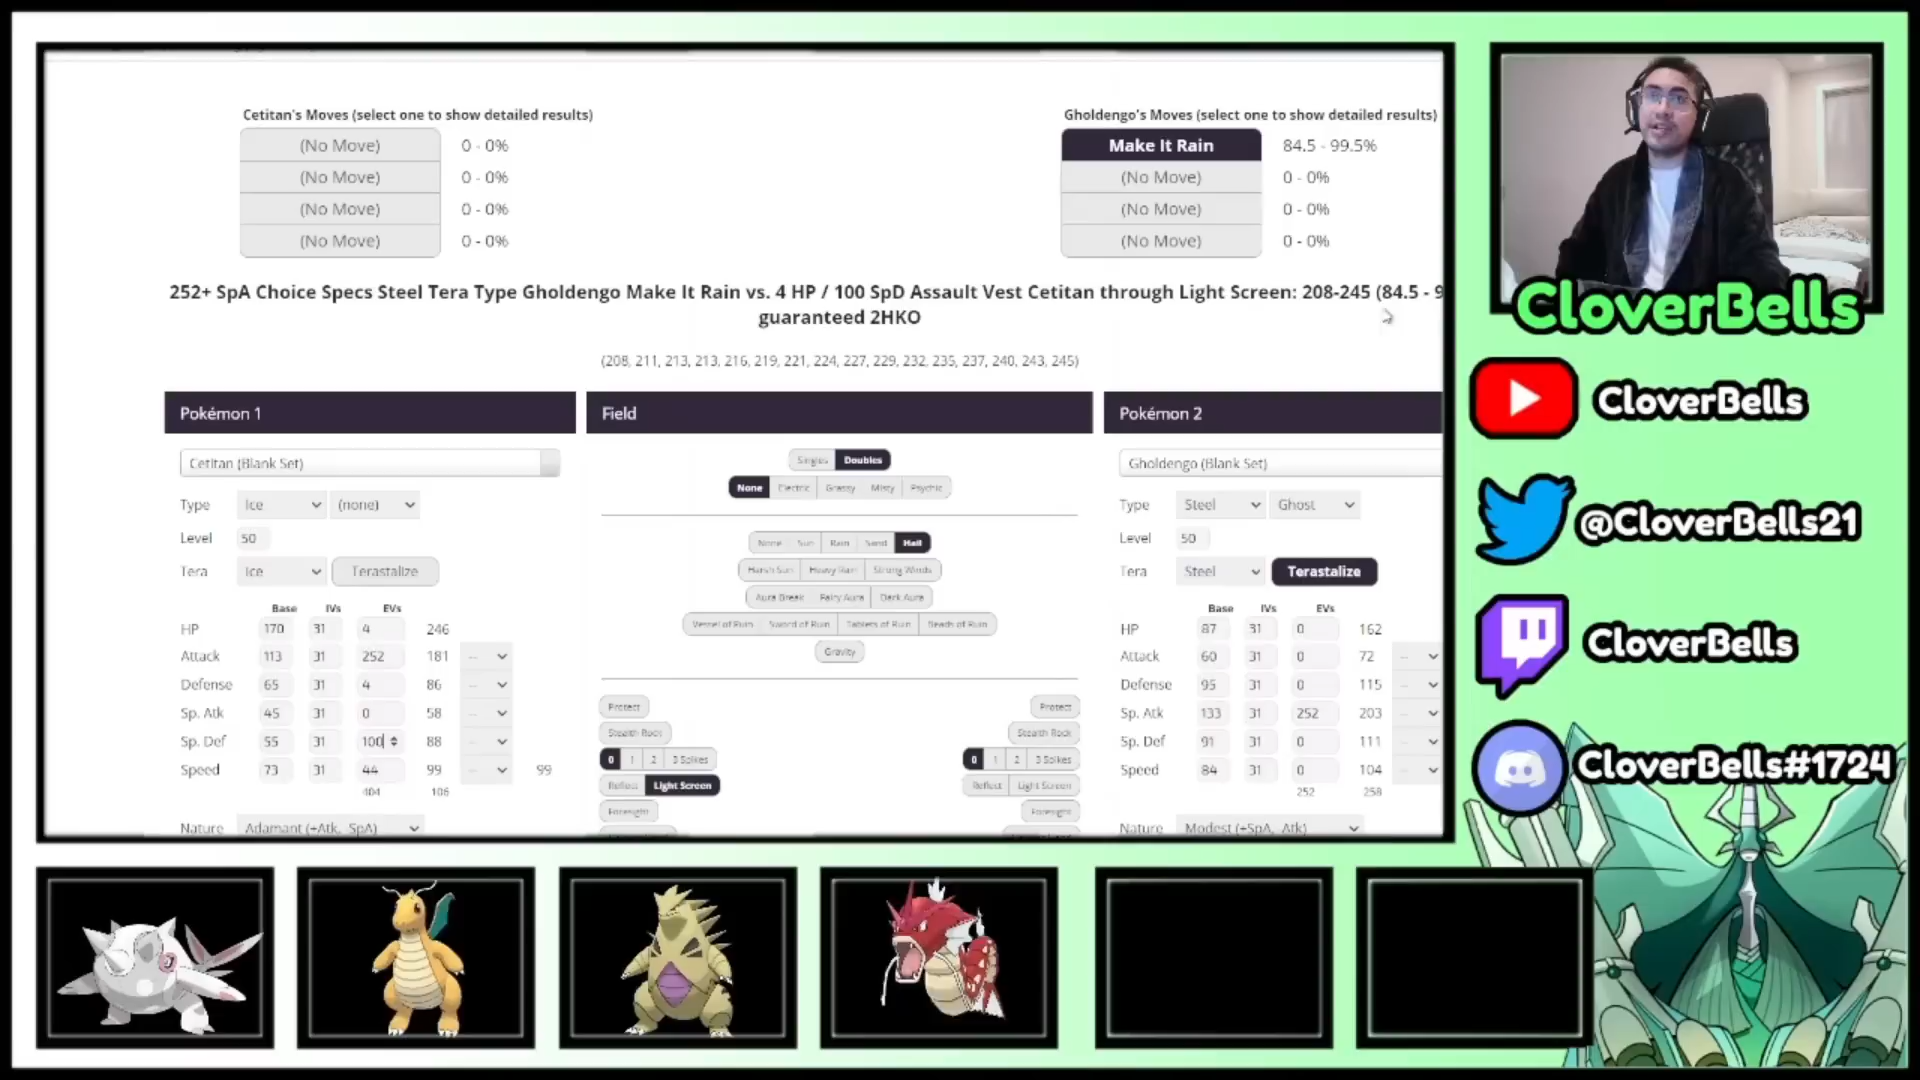 Cetitan's Moves (select one to show detailed results)
(No Move) 0 - 0%
(No Move) 0 - 0%
(No Move) 0 - 0%
(No Move) 0 - 0%
Gholdengo's Moves (select one to show detailed results)
Make It Rain 84.5 - 99.5%
(No Move) 0 - 0%
(No Move) 0 - 0%
(No Move) 0 - 0%
252+ SpA Choice Specs Steel Tera Type Gholdengo Make It Rain vs. 4 HP / 100 SpD Assault Vest Cetitan through Light Screen: 208-245 (84.5 - 9
guaranteed 2HKO
(208, 211, 213, 213, 216, 219, 221, 224, 227, 229, 232, 235, 237, 240, 243, 245)
Pokémon 1
Cetitan (Blank Set)
Type Ice (none)
Level 50
Tera Ice Terastalize
Base IVs EVs
HP 170 31 4 246
Attack 113 31 252 181 --
Defense 65 31 4 86 --
Sp. Atk 45 31 0 58 --
Sp. Def 55 31 100 88 --
Speed 73 31 44 99 -- 99
404 106
Nature Adamant (+Atk, -SpA)
Field
Singles Doubles
None Electric Grassy Misty Psychic
None Sun Rain Sand Hail
Harsh Sun Heavy Rain Strong Winds
Aura Break Fairy Aura Dark Aura
Vessel of Ruin Sword of Ruin Tablets of Ruin Beads of Ruin
Gravity
Protect Protect
Stealth Rock Stealth Rock
0 1 2 3 Spikes 0 1 2 3 Spikes
Reflect Light Screen Reflect Light Screen
Foresight Foresight
Pokémon 2
Gholdengo (Blank Set)
Type Steel Ghost
Level 50
Tera Steel Terastalize
Base IVs EVs
HP 87 31 0 162
Attack 60 31 0 72 --
Defense 95 31 0 115 --
Sp. Atk 133 31 252 203 --
Sp. Def 91 31 0 111 --
Speed 84 31 0 104 --
252 258
Nature Modest (+SpA, -Atk)
CloverBells
CloverBells
@CloverBells21
CloverBells
CloverBells#1724